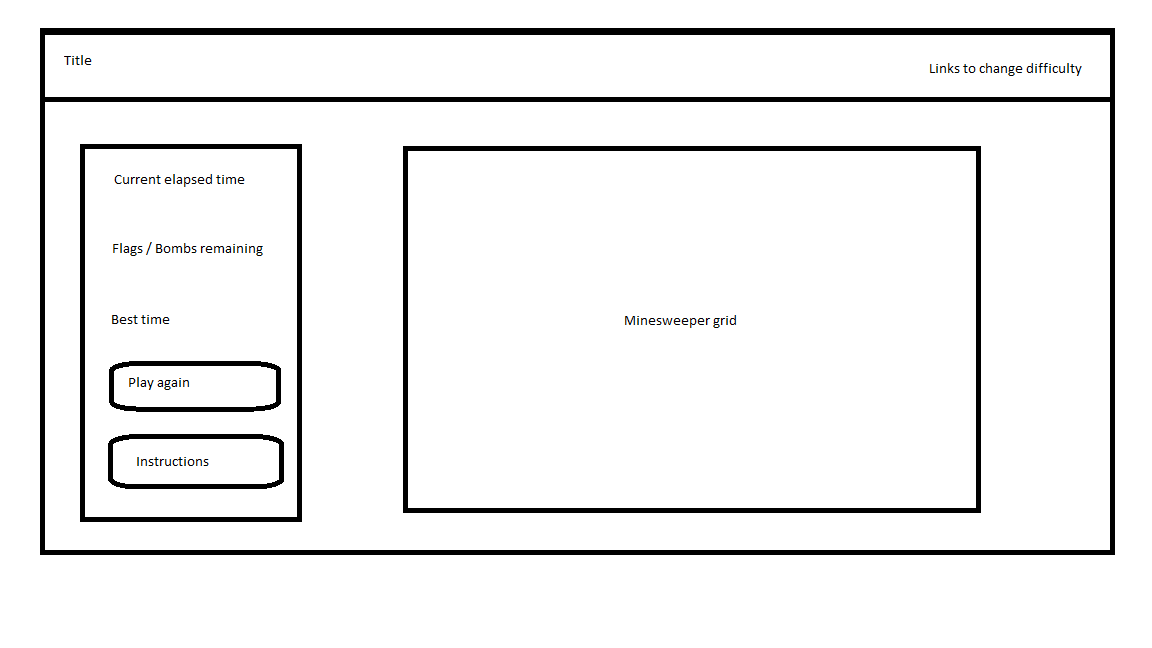 Title
Links to change difficulty
Current elapsed time
Flags / Bombs remaining
Best time
Play again
Instructions
Minesweeper grid